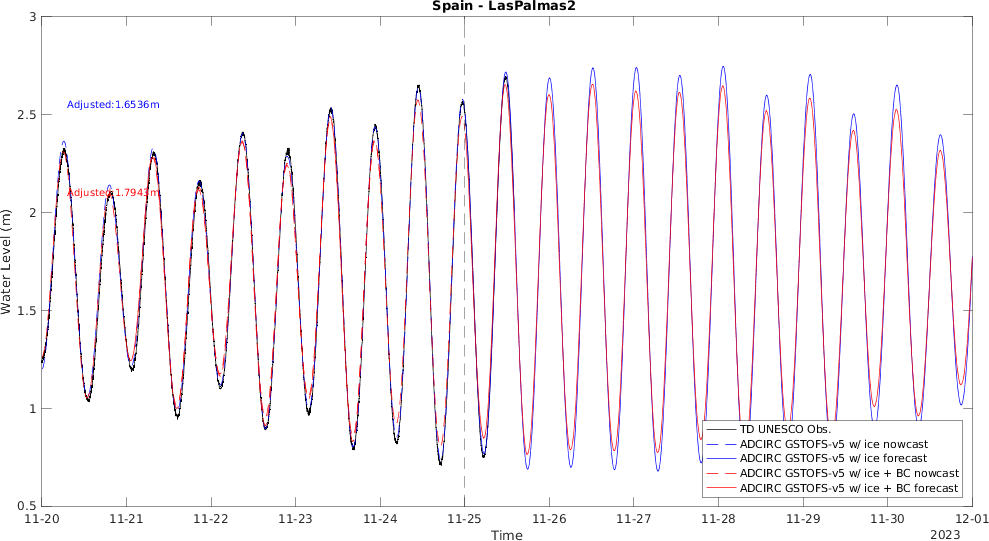 Spain - LasPalmas2
3
2.5
2
1.5
1
0.5
Water Level (m)
Adjusted:1.6536m
Adjusted:1.7943m
TD UNESCO Obs.
ADCIRC GSTOFS-v5 w/ ice nowcast
ADCIRC GSTOFS-v5 w/ ice forecast
ADCIRC GSTOFS-v5 w/ ice + BC nowcast
ADCIRC GSTOFS-v5 w/ ice + BC forecast
11-20 11-21 11-22 11-23 11-24 11-25 11-26 11-27 11-28 11-29 11-30 12-01
Time
2023